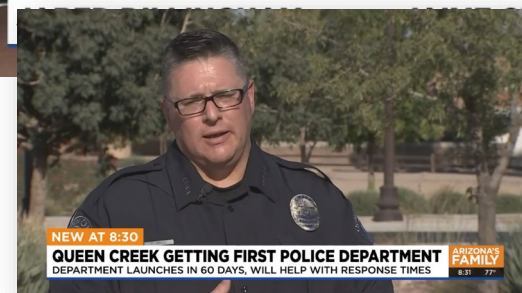 NEW AT 8:30
QUEEN CREEK GETTING FIRST POLICE DEPARTMENT
DEPARTMENT LAUNCHES IN 60 DAYS, WILL HELP WITH RESPONSE TIMES
ARIZONA'S
FAMILY
8:31 77°